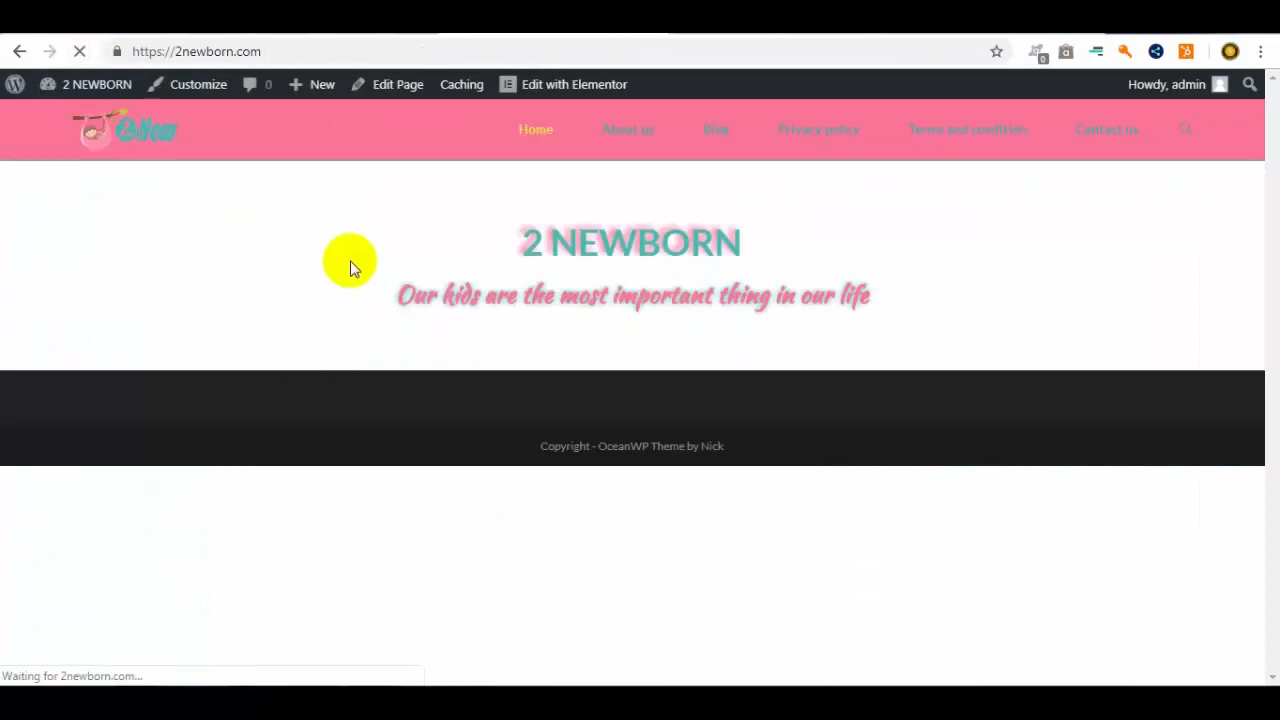 https://2newborn.com
0
2 NEWBORN
Customize
0
New
Edit Page
Caching
Edit with Elementor
Howdy, admin
2New
Home
About us
Blog
Privacy policy
Terms and condition
Contact us
2 NEWBORN
Our kids are the most important thing in our life
Copyright - OceanWP Theme by Nick
Waiting for 2newborn.com...